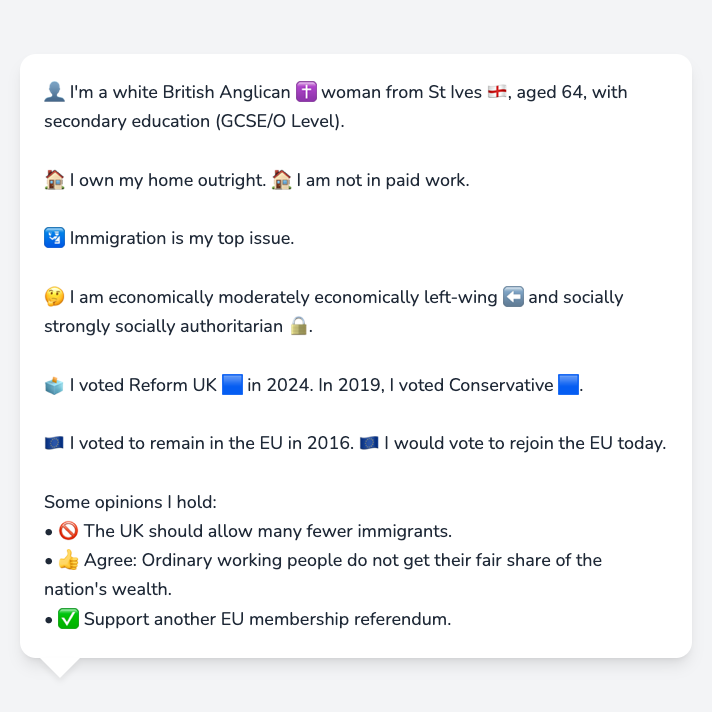 👤 I'm a white British Anglican ✝️ woman from St Ives 🏴󠁧󠁢󠁥󠁮󠁧󠁿, aged 64, with
secondary education (GCSE/O Level).
🏠 I own my home outright. 🏠 I am not in paid work.
🛂 Immigration is my top issue.
🤔 I am economically moderately economically left-wing ⬅️ and socially
strongly socially authoritarian 🔒.
🗳️ I voted Reform UK 🟦 in 2024. In 2019, I voted Conservative 🟦.
🇪🇺 I voted to remain in the EU in 2016. 🇪🇺 I would vote to rejoin the EU today.
Some opinions I hold:
• 🚫 The UK should allow many fewer immigrants.
• 👍 Agree: Ordinary working people do not get their fair share of the
nation's wealth.
• ✅ Support another EU membership referendum.